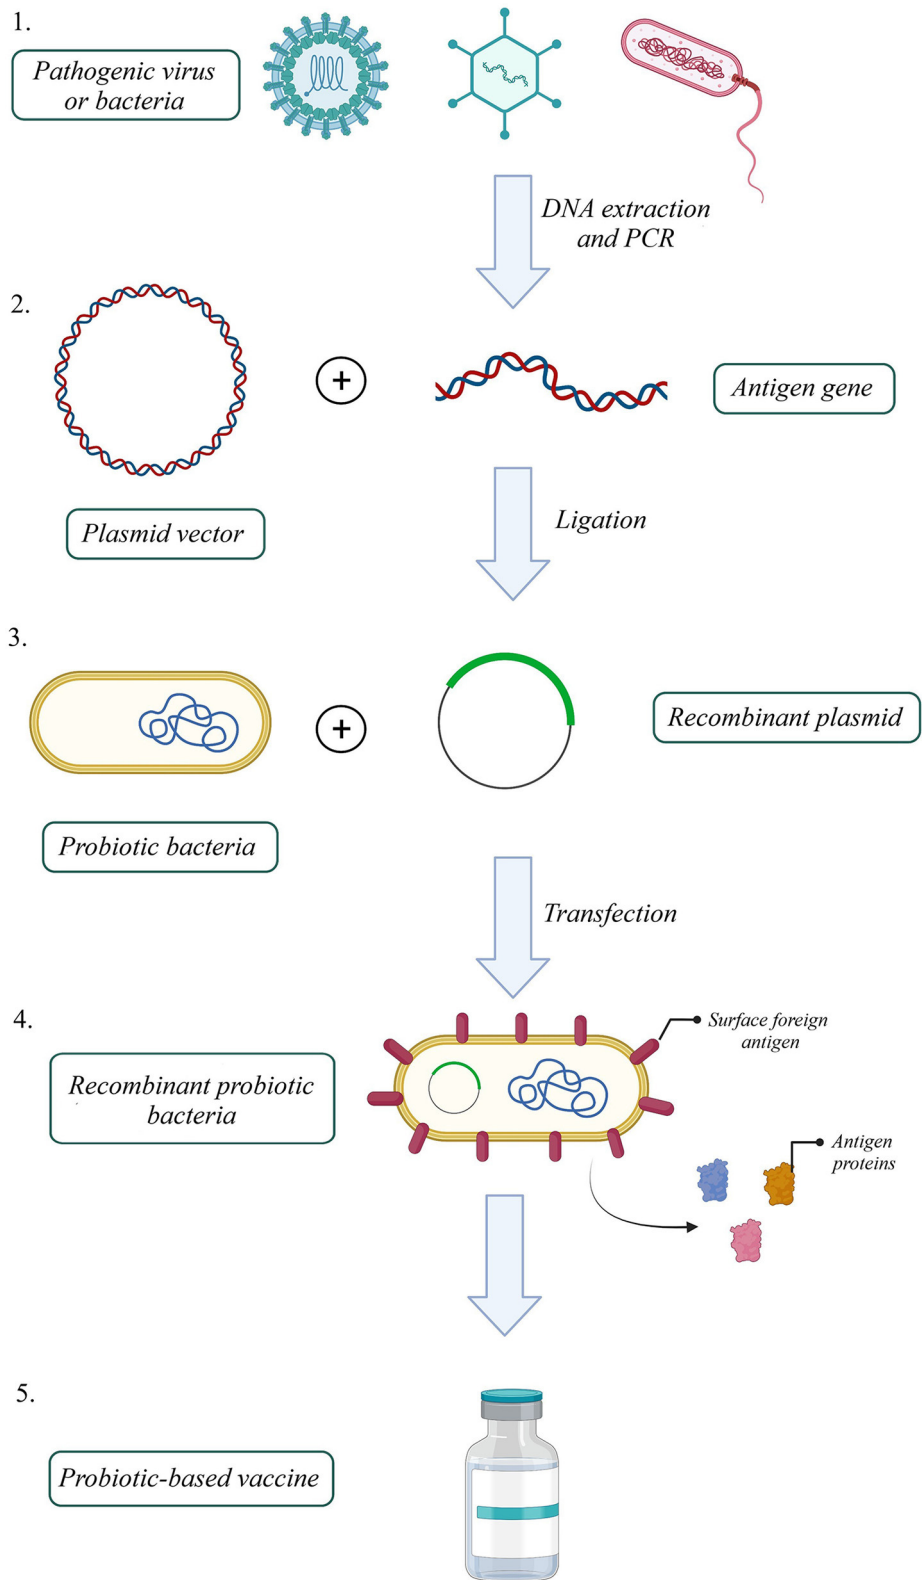 1.
Pathogenic virus
or bacteria
DNA extraction
and PCR
2.
+
Antigen gene
Plasmid vector
Ligation
3.
+
Recombinant plasmid
Probiotic bacteria
Transfection
4.
Surface foreign
antigen
Recombinant probiotic
bacteria
Antigen
proteins
5.
Probiotic-based vaccine